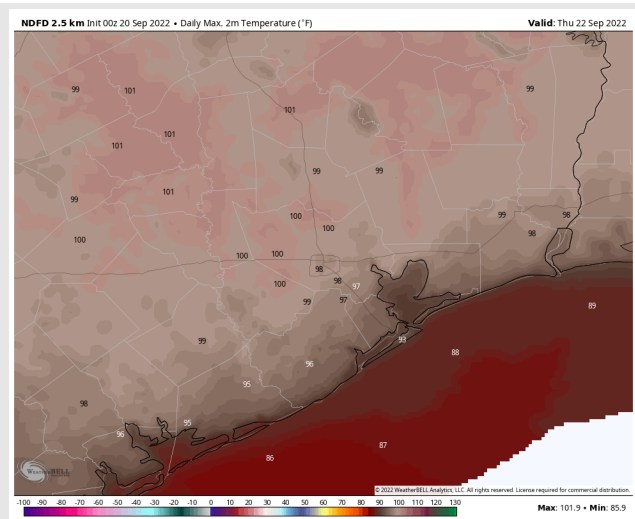 NDFD 2.5 km Init 00z 20 Sep 2022 • Daily Max. 2m Temperature (°F) Valid: Thu 22 Sep 2022
99 101 99
101
101 101
99 99
99 101
100 99 98
100 98
100 100 100
98
100 98 97
99 97
89
99 93
88
96
95
98
95
96
87
86
WeatherBELL
© 2022 WeatherBELL Analytics, LLC. All rights reserved. License required for commercial distribution.
-100 -90 -80 -70 -60 -50 -40 -30 -20 -10 0 10 20 30 40 50 60 70 80 90 100 110 120 130
Max: 101.9 • Min: 85.9